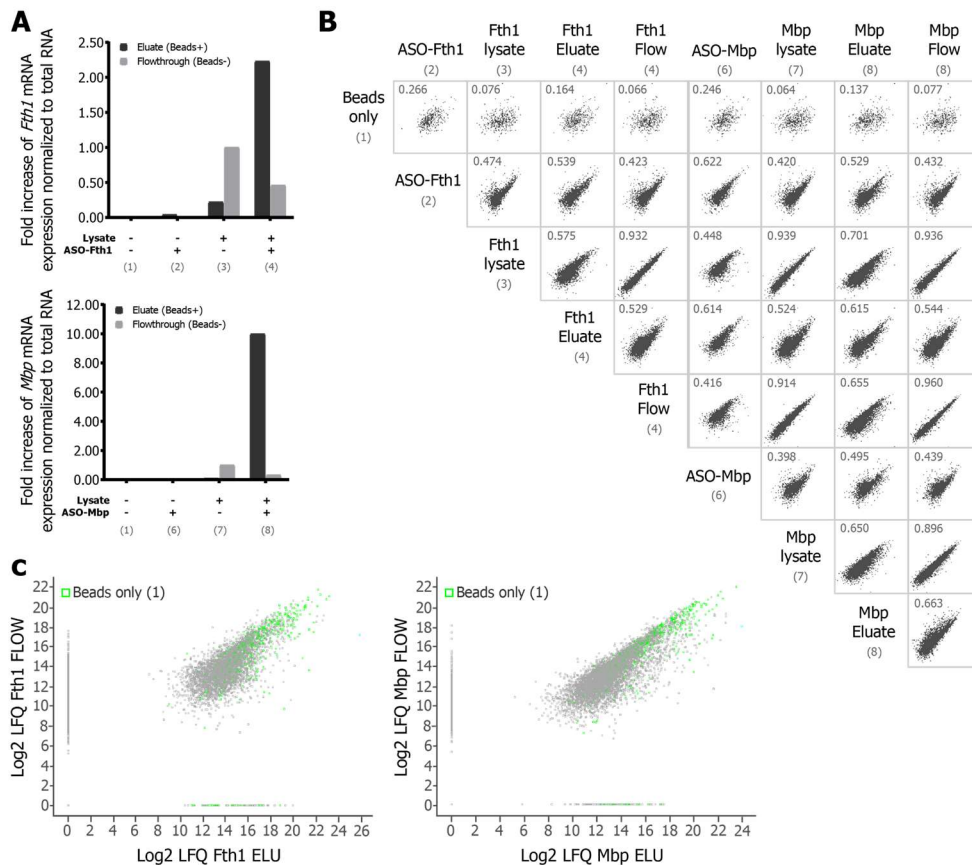 A
Fold increase of Fth1 mRNA
expression normalized to total RNA
2.50
2.00
1.50
1.00
0.50
0.00
Eluate (Beads+)
Flowthrough (Beads-)
Lysate - - + +
ASO-Fth1 - + - +
(1) (2) (3) (4)
Fold increase of Mbp mRNA
expression normalized to total RNA
12.00
10.00
8.00
6.00
4.00
2.00
0.00
Eluate (Beads+)
Flowthrough (Beads-)
Lysate - - + +
ASO-Mbp - + - +
(1) (6) (7) (8)
B
ASO-Fth1 (2)
Fth1 lysate (3)
Fth1 Eluate (4)
Fth1 Flow (4)
ASO-Mbp (6)
Mbp lysate (7)
Mbp Eluate (8)
Mbp Flow (8)
Beads only (1)
0.266 0.076 0.164 0.066 0.246 0.064 0.137 0.077
ASO-Fth1 (2)
0.474 0.539 0.423 0.622 0.420 0.529 0.432
Fth1 lysate (3)
0.575 0.932 0.448 0.939 0.701 0.936
Fth1 Eluate (4)
0.529 0.614 0.524 0.615 0.544
Fth1 Flow (4)
0.416 0.914 0.655 0.960
ASO-Mbp (6)
0.398 0.495 0.439
Mbp lysate (7)
0.650 0.896
Mbp Eluate (8)
0.663
C
Log2 LFQ Fth1 FLOW
22
20
18
16
14
12
10
8
6
4
2
0
Beads only (1)
0 2 4 6 8 10 12 14 16 18 20 22 24 26
Log2 LFQ Fth1 ELU
Log2 LFQ Mbp FLOW
22
20
18
16
14
12
10
8
6
4
2
0
Beads only (1)
0 2 4 6 8 10 12 14 16 18 20 22 24
Log2 LFQ Mbp ELU